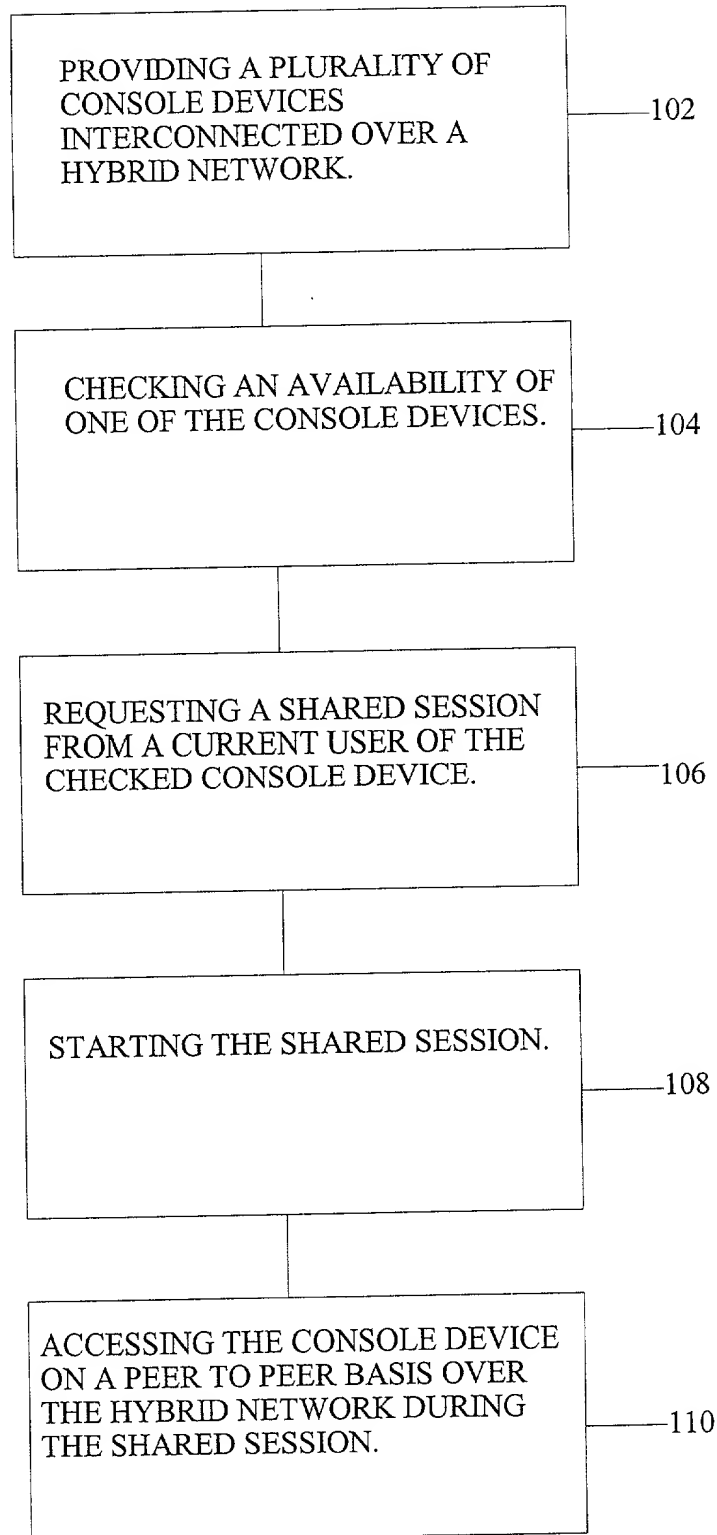 PROVIDING A PLURALITY OF
CONSOLE DEVICES
INTERCONNECTED OVER A
HYBRID NETWORK.
102
CHECKING AN AVAILABILITY OF
ONE OF THE CONSOLE DEVICES.
104
REQUESTING A SHARED SESSION
FROM A CURRENT USER OF THE
CHECKED CONSOLE DEVICE.
106
STARTING THE SHARED SESSION.
108
ACCESSING THE CONSOLE DEVICE
ON A PEER TO PEER BASIS OVER
THE HYBRID NETWORK DURING
THE SHARED SESSION.
110